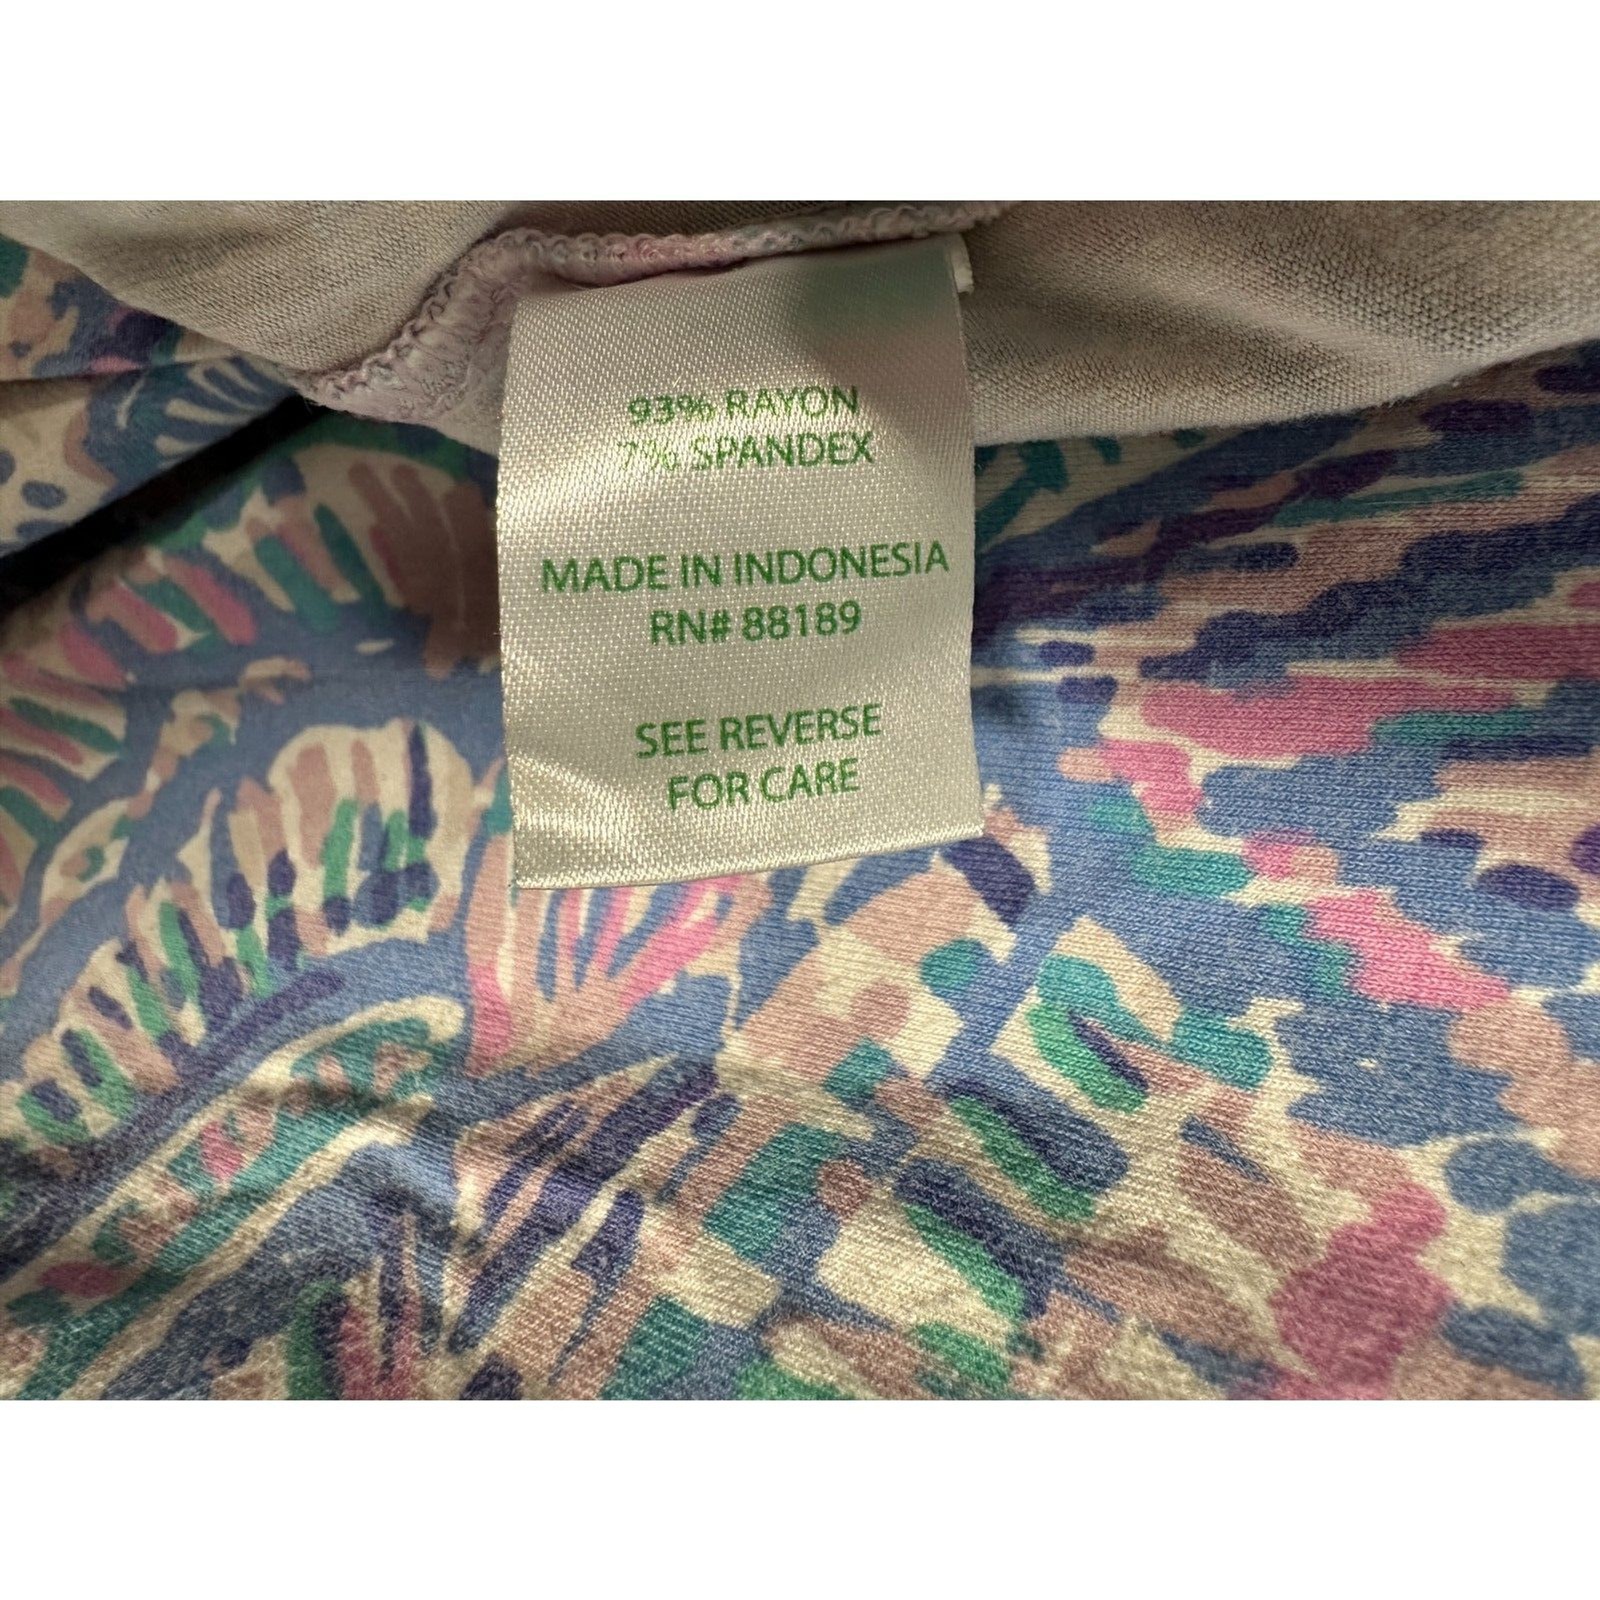 93% RAYON
7% SPANDEX
MADE IN INDONESIA
RN# 88189
SEE REVERSE
FOR CARE